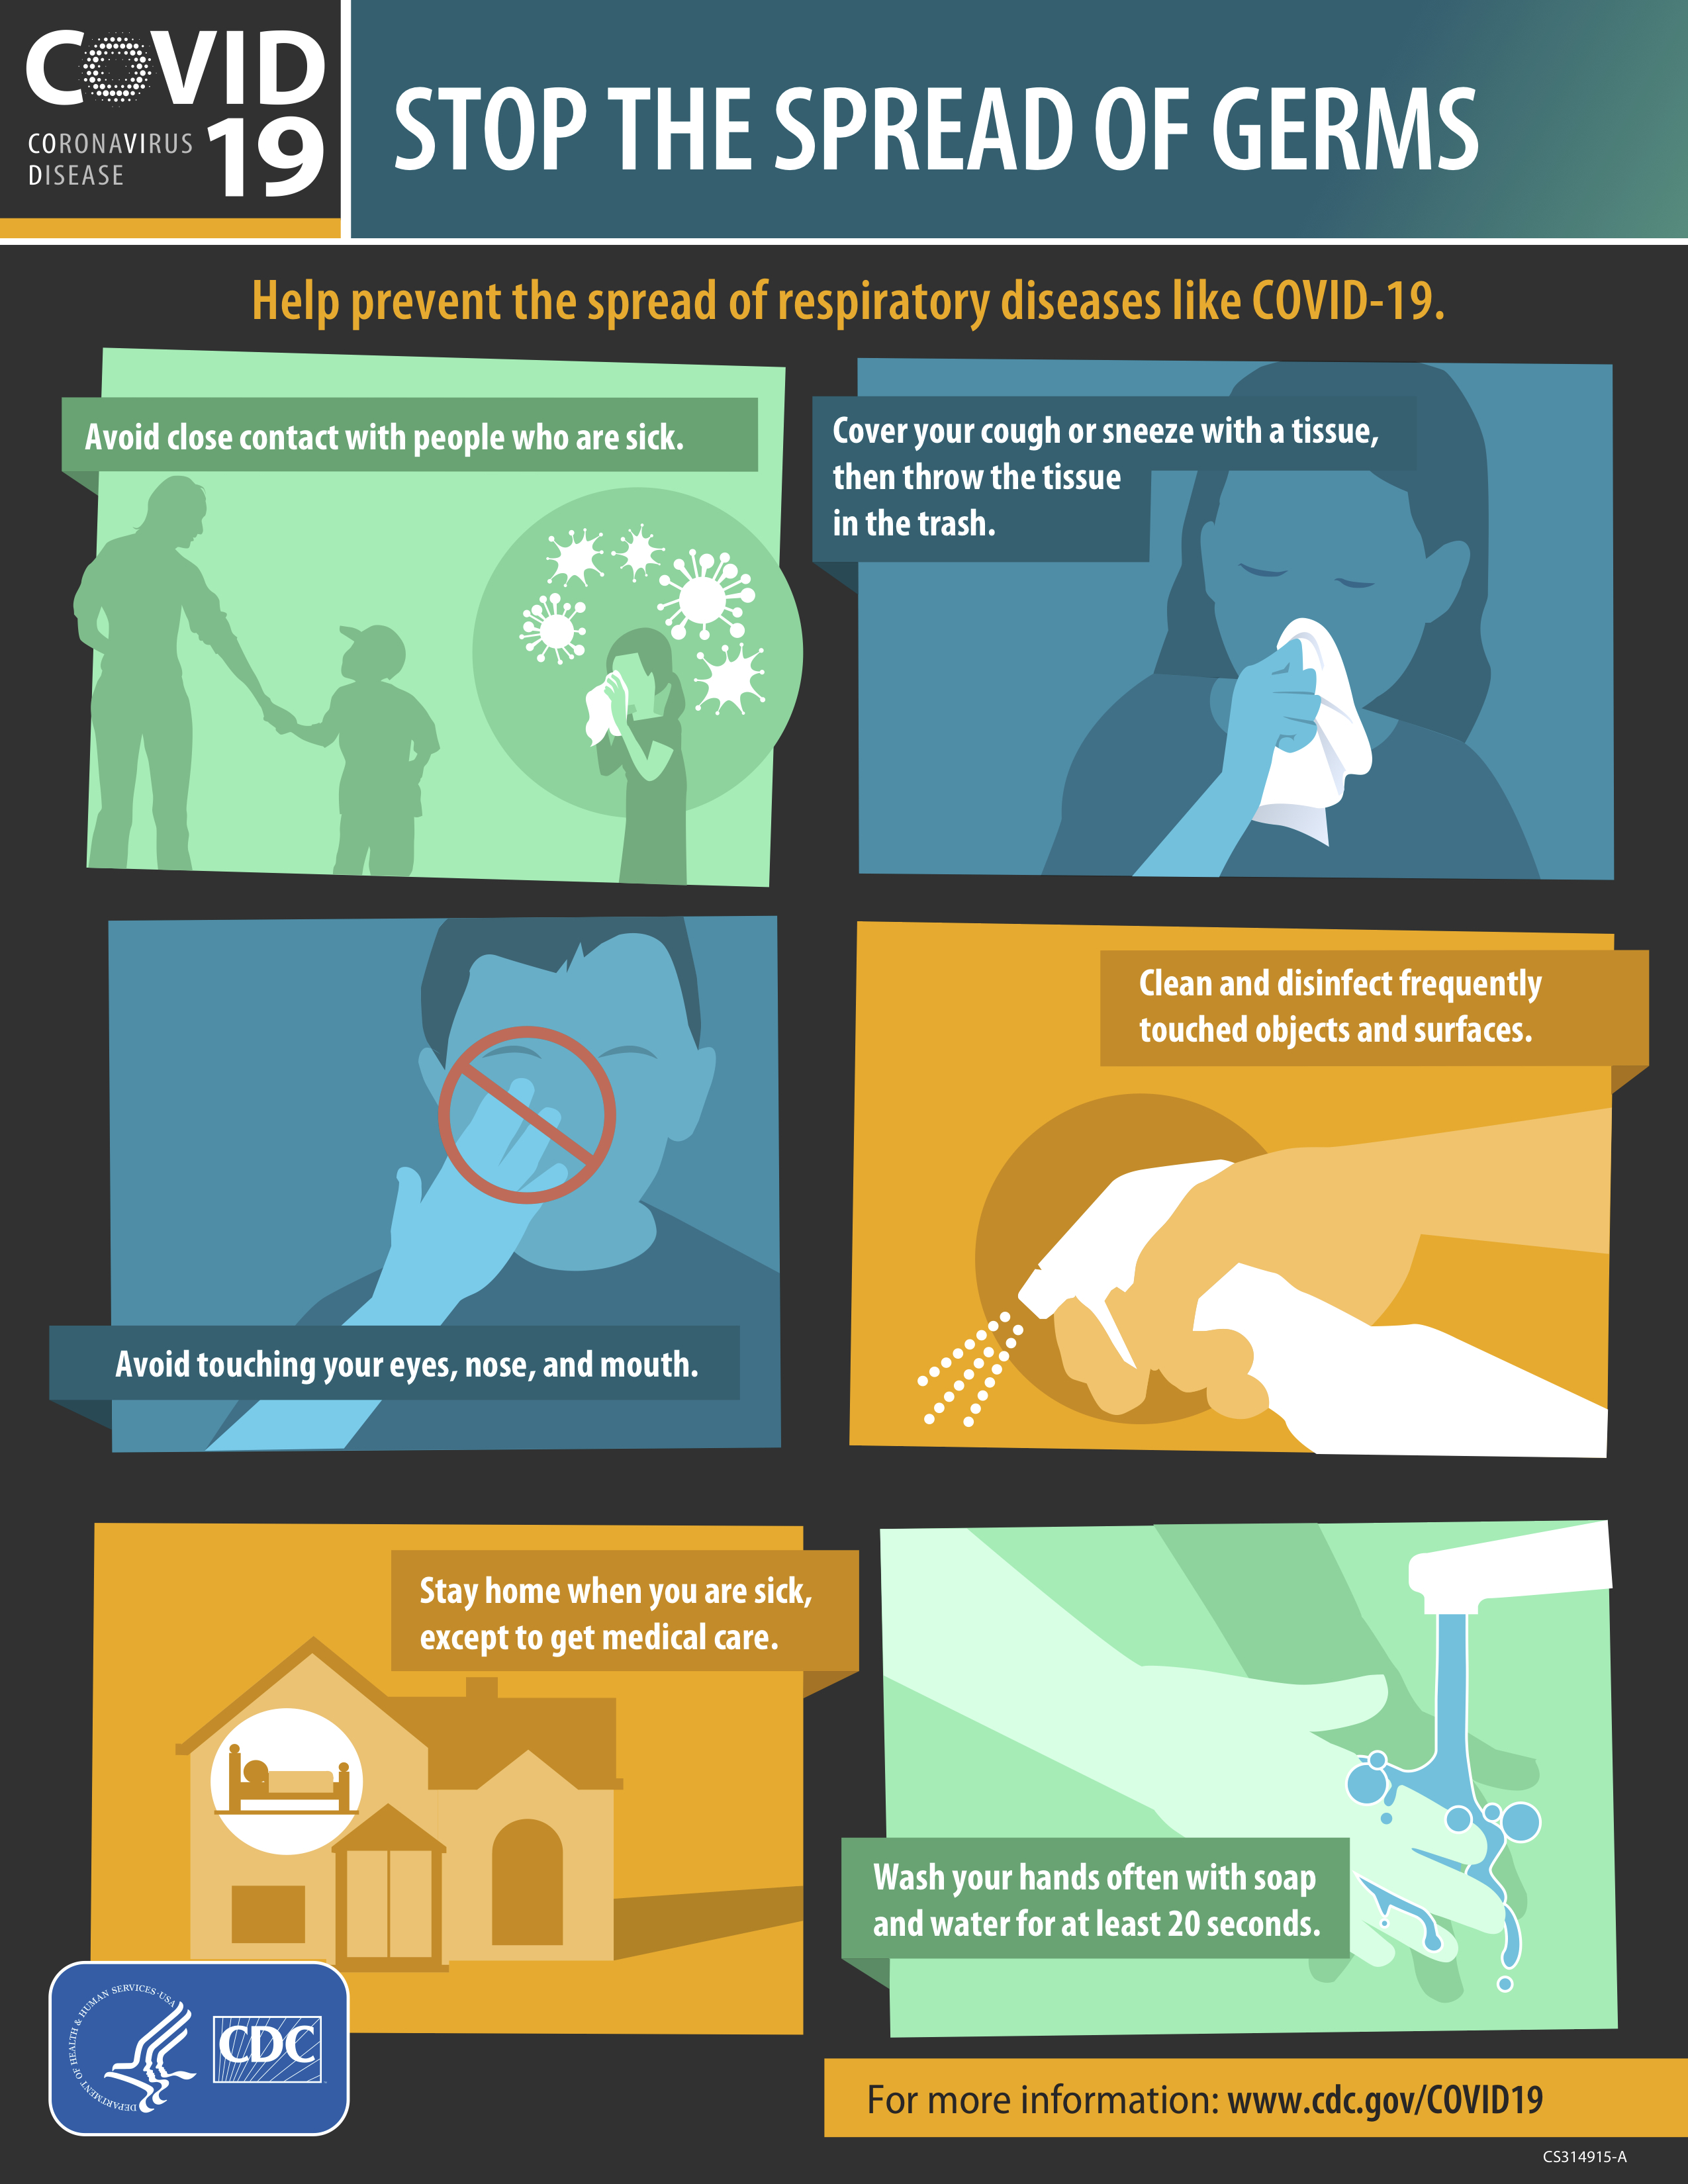 COVID
CORONAVIRUS
DISEASE
19
STOP THE SPREAD OF GERMS
Help prevent the spread of respiratory diseases like COVID-19.
Avoid close contact with people who are sick.
Cover your cough or sneeze with a tissue,
then throw the tissue
in the trash.
Avoid touching your eyes, nose, and mouth.
Clean and disinfect frequently
touched objects and surfaces.
Stay home when you are sick,
except to get medical care.
Wash your hands often with soap
and water for at least 20 seconds.
DEPARTMENT OF HEALTH & HUMAN SERVICES·USA
CDC
For more information: www.cdc.gov/COVID19
CS314915-A